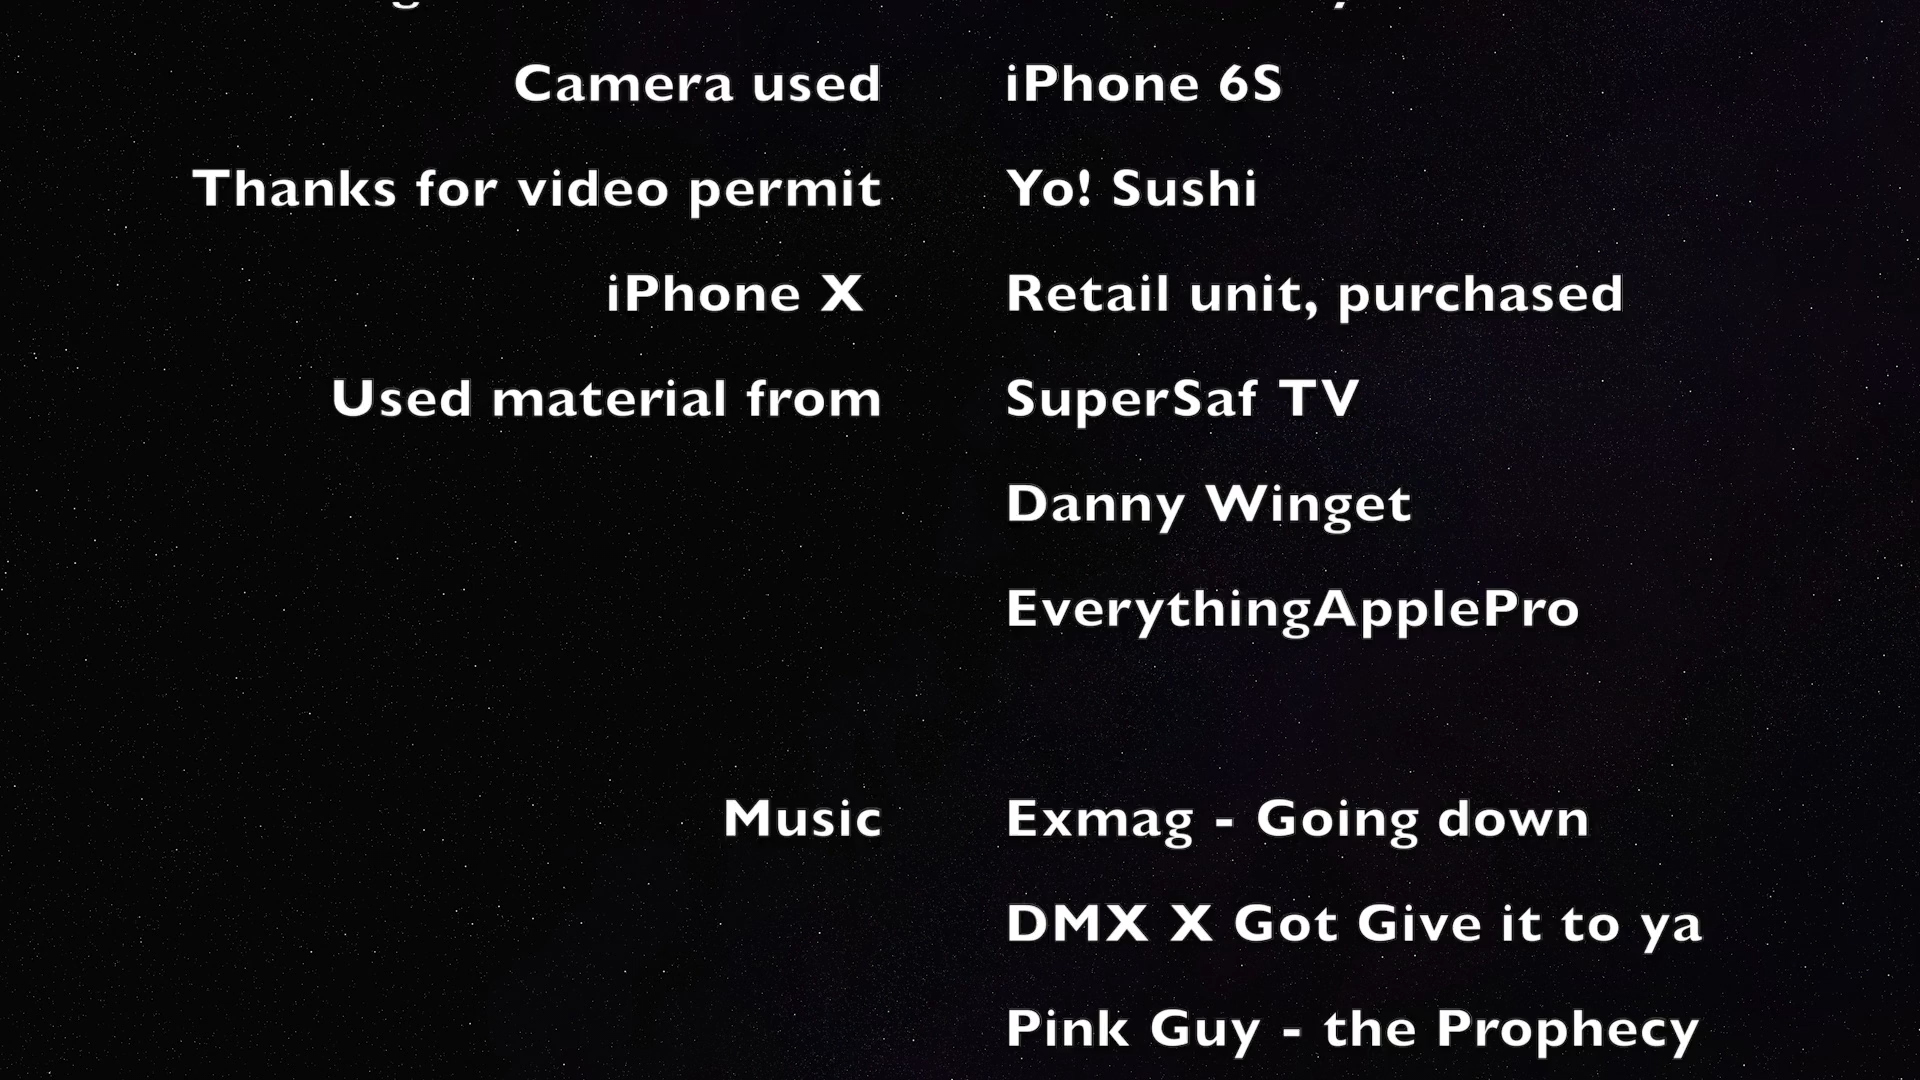 Camera used iPhone 6S
Thanks for video permit Yo! Sushi
iPhone X Retail unit, purchased
Used material from SuperSaf TV
Danny Winget
EverythingApplePro
Music Exmag - Going down
DMX X Got Give it to ya
Pink Guy - the Prophecy